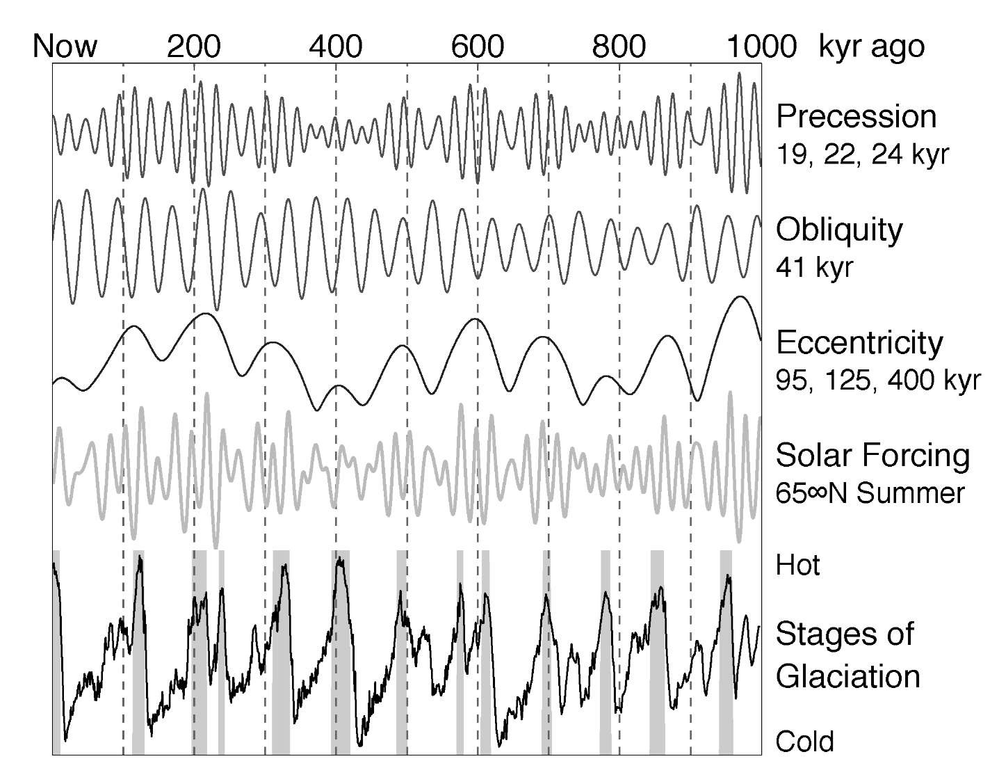 Now 200 400 600 800 1000 kyr ago
Precession
19, 22, 24 kyr
Obliquity
41 kyr
Eccentricity
95, 125, 400 kyr
Solar Forcing
65∞N Summer
Hot
Stages of
Glaciation
Cold